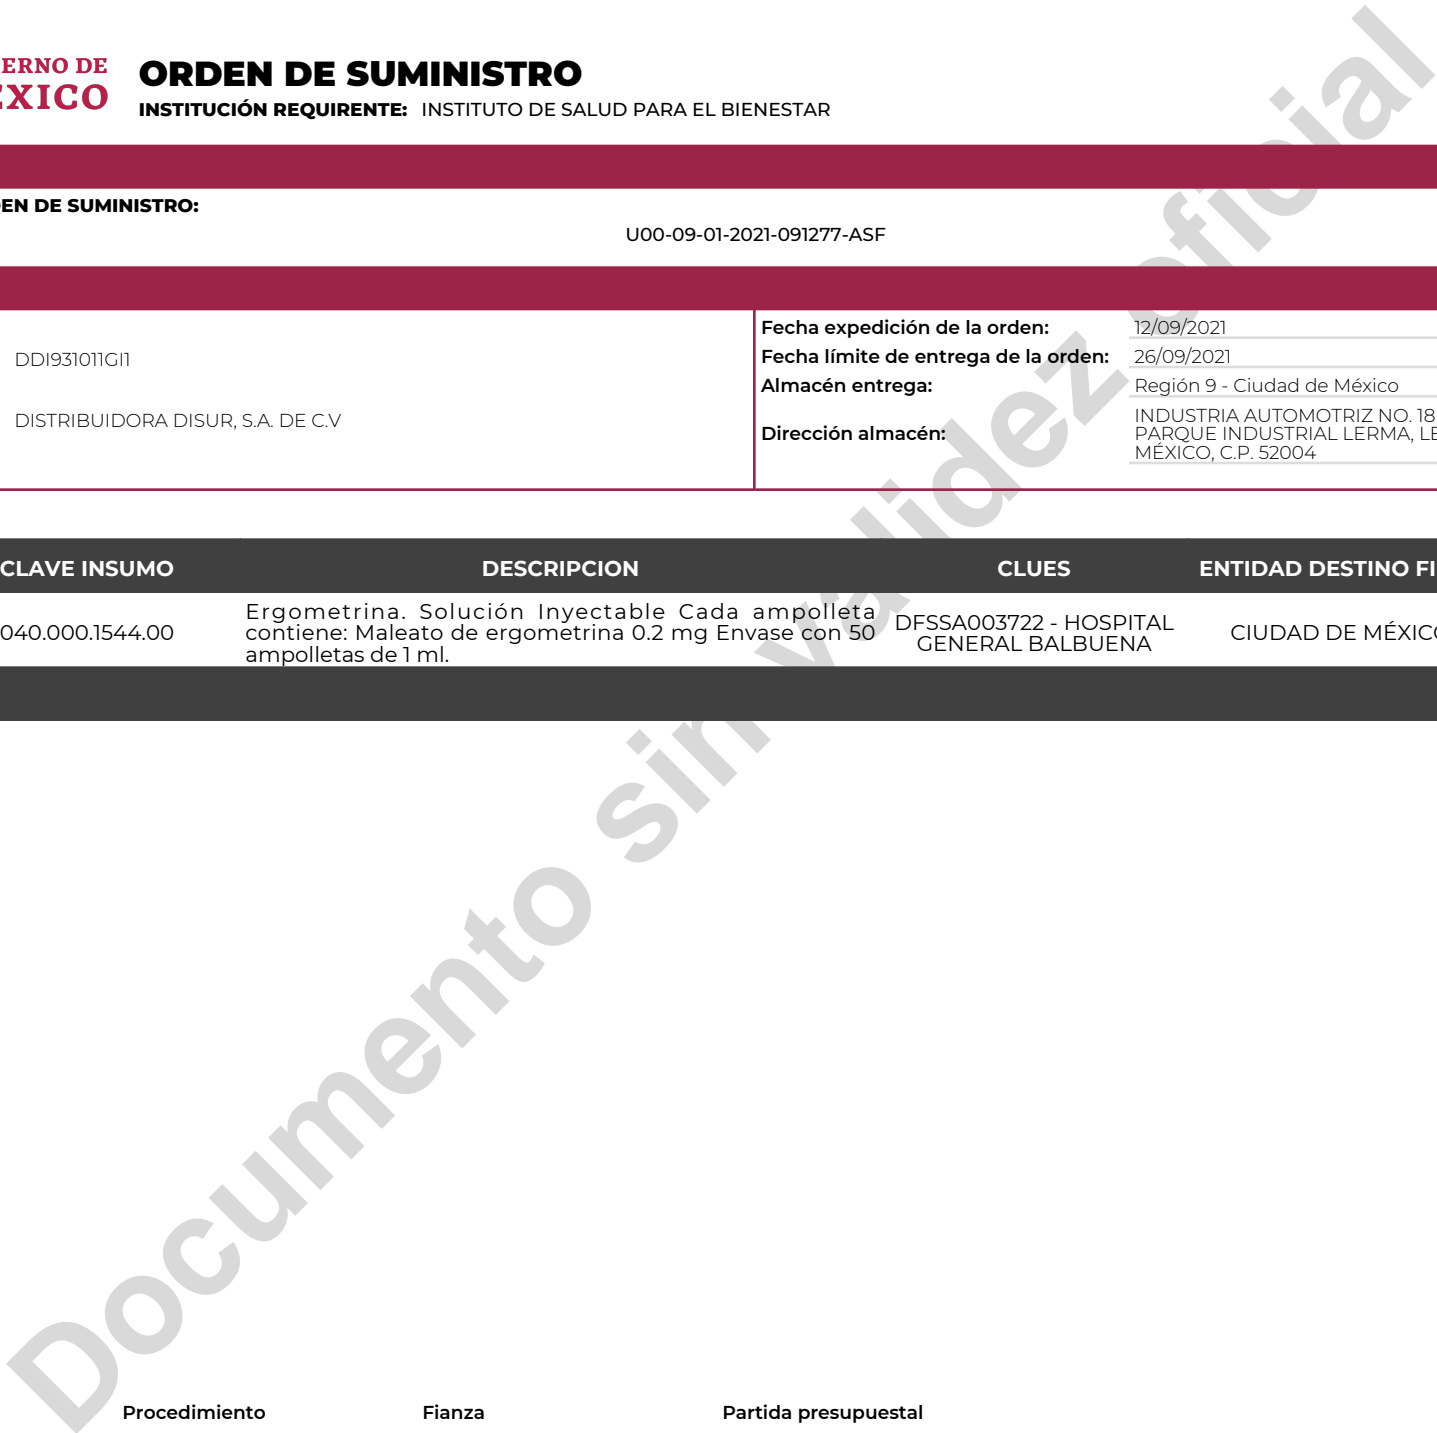 ERNO DE
EXICO
ORDEN DE SUMINISTRO
INSTITUCIÓN REQUIRENTE: INSTITUTO DE SALUD PARA EL BIENESTAR
EN DE SUMINISTRO:
U00-09-01-2021-091277-ASF
DDI931011GI1
DISTRIBUIDORA DISUR, S.A. DE C.V
Fecha expedición de la orden: 12/09/2021
Fecha límite de entrega de la orden: 26/09/2021
Almacén entrega: Región 9 - Ciudad de México
Dirección almacén:
INDUSTRIA AUTOMOTRIZ NO. 18
PARQUE INDUSTRIAL LERMA, LE
MÉXICO, C.P. 52004
CLAVE INSUMO DESCRIPCION CLUES ENTIDAD DESTINO FI
040.000.1544.00
Ergometrina. Solución Inyectable Cada ampolleta
contiene: Maleato de ergometrina 0.2 mg Envase con 50
ampolletas de 1 ml.
DFSSA003722 - HOSPITAL
GENERAL BALBUENA
CIUDAD DE MÉXICO
Documento sin validez oficial
Procedimiento Fianza Partida presupuestal